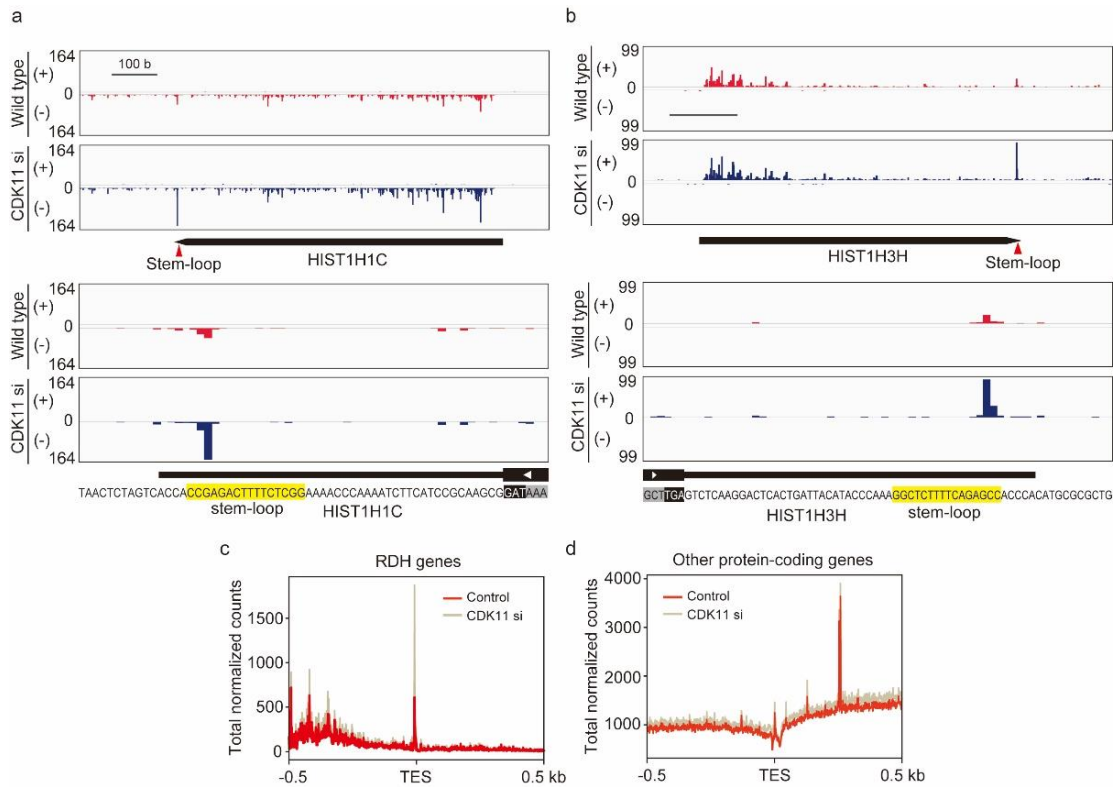 a
Wild type (+) (-) 164 0 164
100 b
CDK11 si (+) (-) 164 0 164
Stem-loop HIST1H1C
Wild type (+) (-) 164 0 164
CDK11 si (+) (-) 164 0 164
TAACTCTAGTCACCACCGAGACTTTTCTCGGAAAACCCAAAATCTTCATCCGCAAGCGGATAAA
stem-loop HIST1H1C
b
Wild type (+) (-) 99 0 99
CDK11 si (+) (-) 99 0 99
HIST1H3H Stem-loop
Wild type (+) (-) 99 0 99
CDK11 si (+) (-) 99 0 99
GCTTGAGTCTCAAGGACTCACTGATTACATACCCAAAGGCTCTTTTCAGAGCCACCCACATGCGCGCTG
HIST1H3H stem-loop
c
RDH genes
Total normalized counts
1500
1000
500
0
Control
CDK11 si
-0.5 TES 0.5 kb
d
Other protein-coding genes
Total normalized counts
4000
3000
2000
1000
Control
CDK11 si
-0.5 TES 0.5 kb